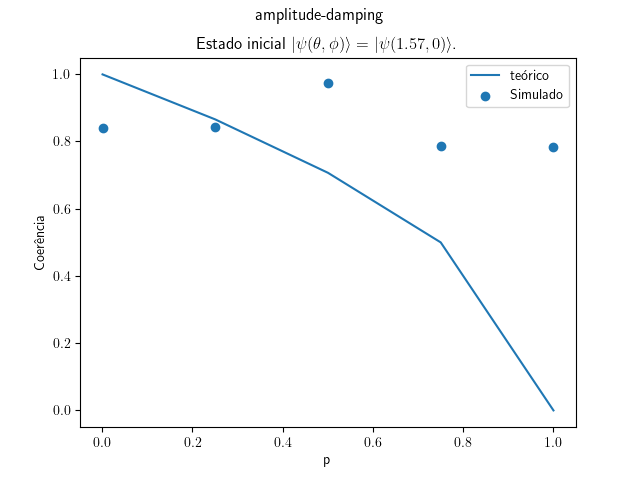 amplitude-damping
Estado inicial |ψ(θ, ϕ)⟩ = |ψ(1.57, 0)⟩.
teórico
Simulado
Coerência
1.0
0.8
0.6
0.4
0.2
0.0
0.0 0.2 0.4 0.6 0.8 1.0
p